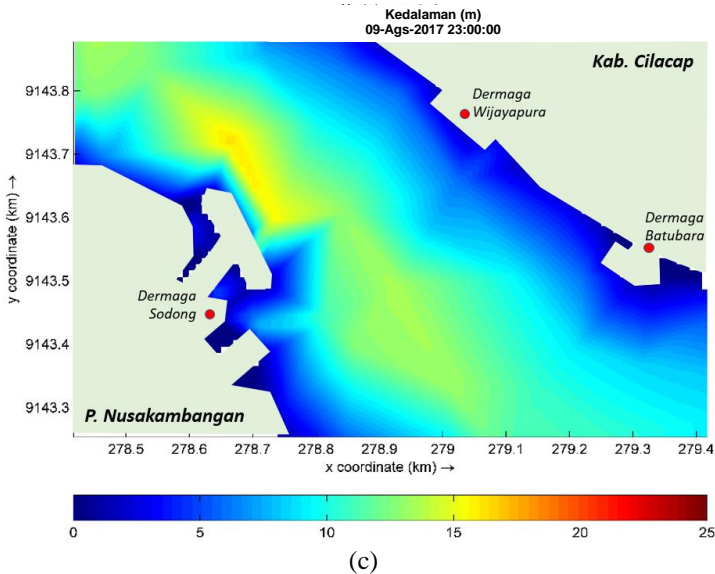 Kedalaman (m)
09-Ags-2017 23:00:00
Kab. Cilacap
Dermaga
Wijayapura
Dermaga
Batubara
Dermaga
Sodong
P. Nusakambangan
y coordinate (km) →
9143.8
9143.7
9143.6
9143.5
9143.4
9143.3
278.5 278.6 278.7 278.8 278.9 279 279.1 279.2 279.3 279.4
x coordinate (km) →
0 5 10 15 20 25
(c)